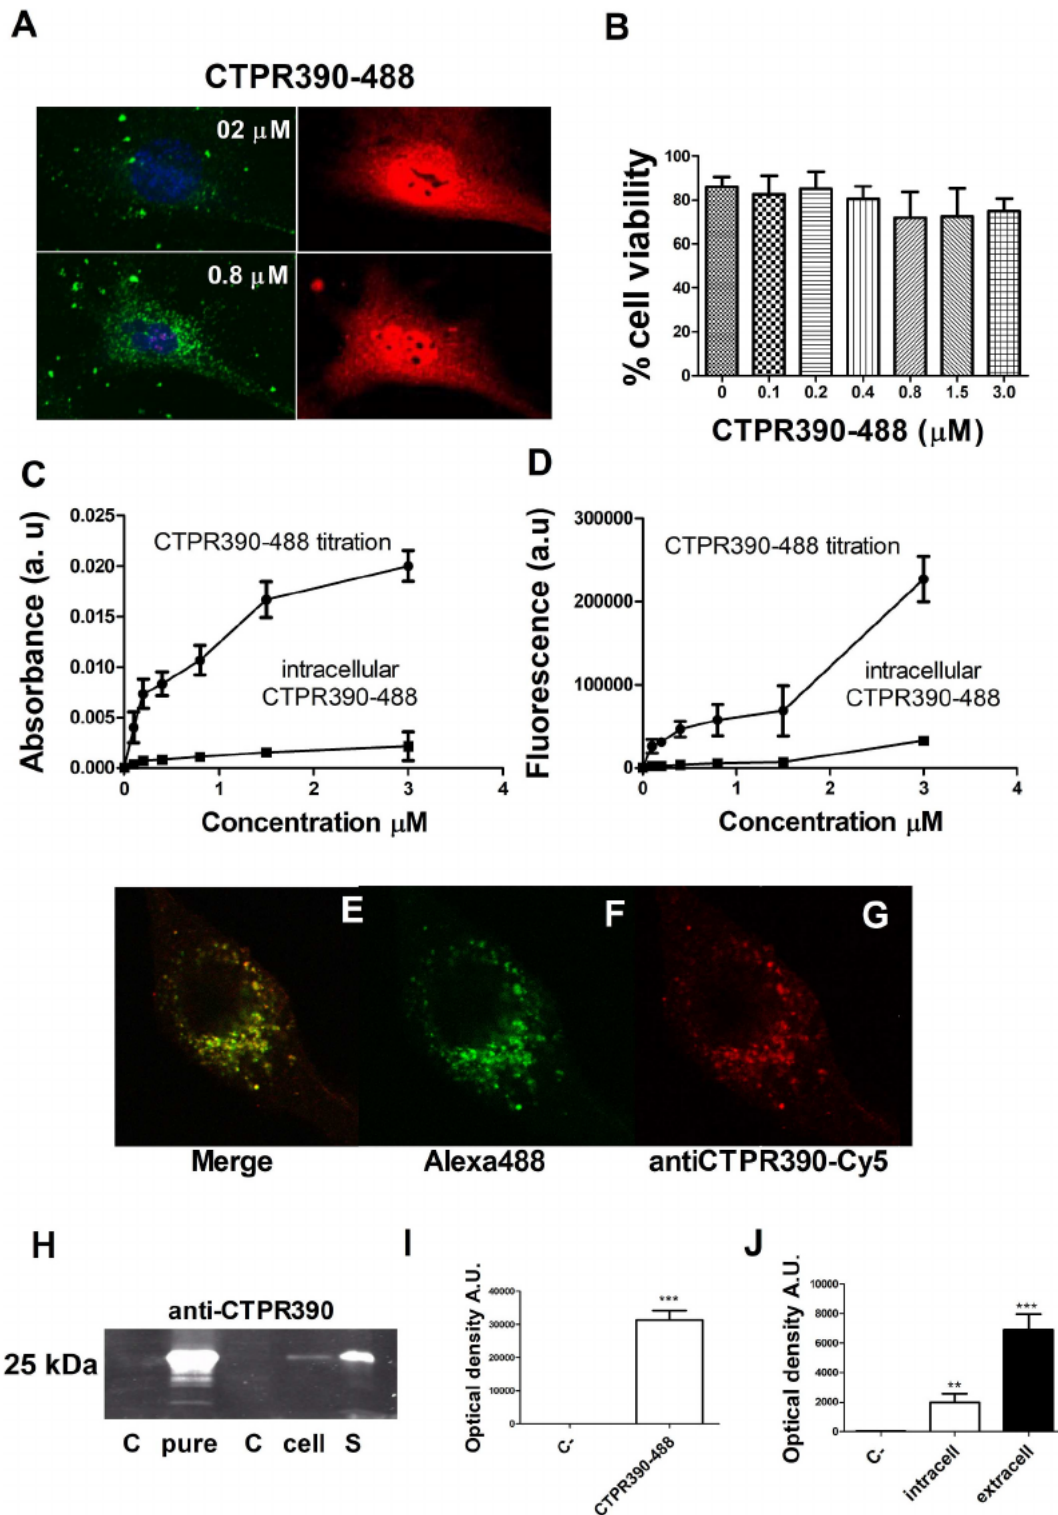 A
B
CTPR390-488
02 μM
0.8 μM
% cell viability
100
80
60
40
20
0
0 0.1 0.2 0.4 0.8 1.5 3.0
CTPR390-488 (μM)
C
D
Absorbance (a. u)
0.025
0.020
0.015
0.010
0.005
0.000
CTPR390-488 titration
intracellular
CTPR390-488
0 1 2 3 4
Concentration μM
Fluorescence (a.u)
300000
200000
100000
0
CTPR390-488 titration
intracellular
CTPR390-488
0 1 2 3 4
Concentration μM
E
F
G
Merge
Alexa488
antiCTPR390-Cy5
H
I
J
anti-CTPR390
25 kDa
C pure C cell S
Optical density A.U.
40000
30000
20000
10000
0
***
C-
CTPR390-488
Optical density A.U.
10000
8000
6000
4000
2000
0
**
***
C-
intracell
extracell